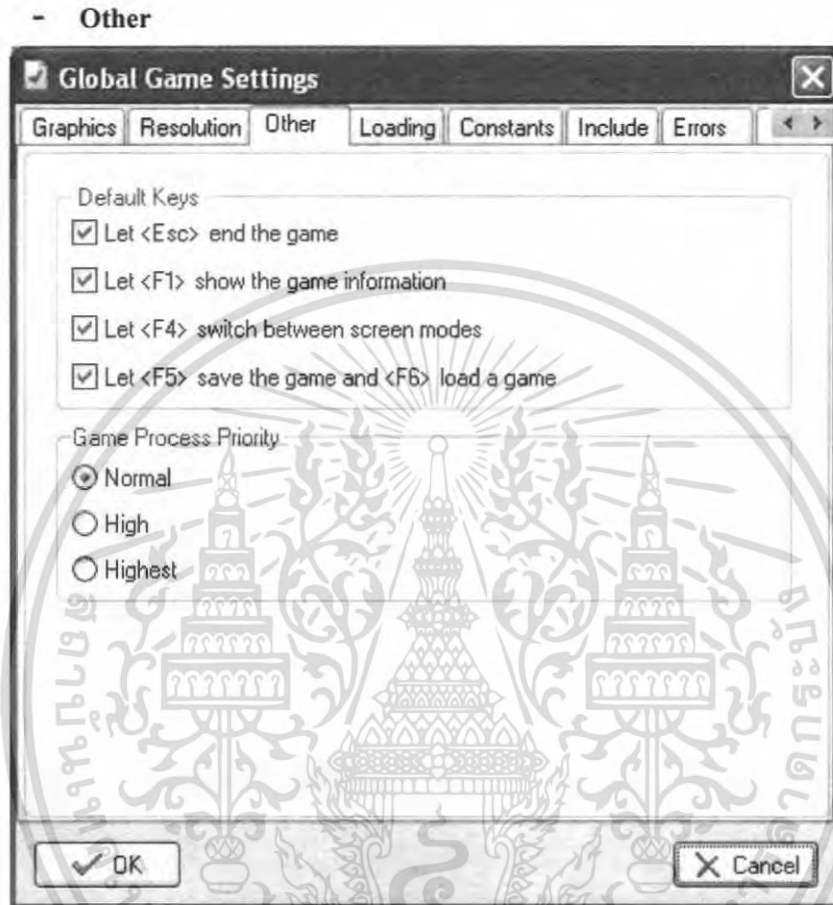 - Other
Global Game Settings
Graphics Resolution Other Loading Constants Include Errors
Default Keys
Let <Esc> end the game
Let <F1> show the game information
Let <F4> switch between screen modes
Let <F5> save the game and <F6> load a game
Game Process Priority
Normal
High
Highest
OK
Cancel